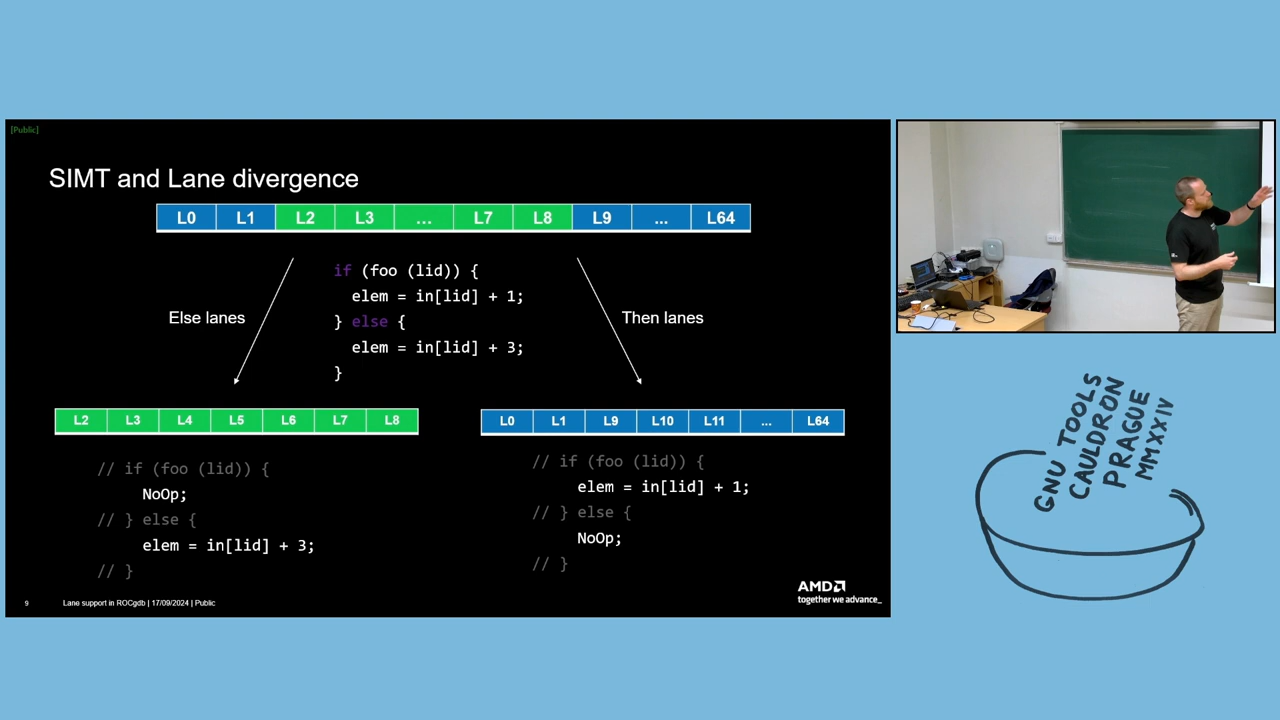 [Public]
SIMT and Lane divergence
L0 L1 L2 L3 ... L7 L8 L9 ... L64
if (foo (lid)) {
elem = in[lid] + 1;
} else {
elem = in[lid] + 3;
}
Else lanes
Then lanes
L2 L3 L4 L5 L6 L7 L8
// if (foo (lid)) {
NoOp;
// } else {
elem = in[lid] + 3;
// }
L0 L1 L9 L10 L11 ... L64
// if (foo (lid)) {
elem = in[lid] + 1;
// } else {
NoOp;
// }
9 Lane support in ROCgdb | 17/09/2024 | Public
AMD
together we advance_
GNU TOOLS
CAULDRON
PRAGUE
MMXXIV